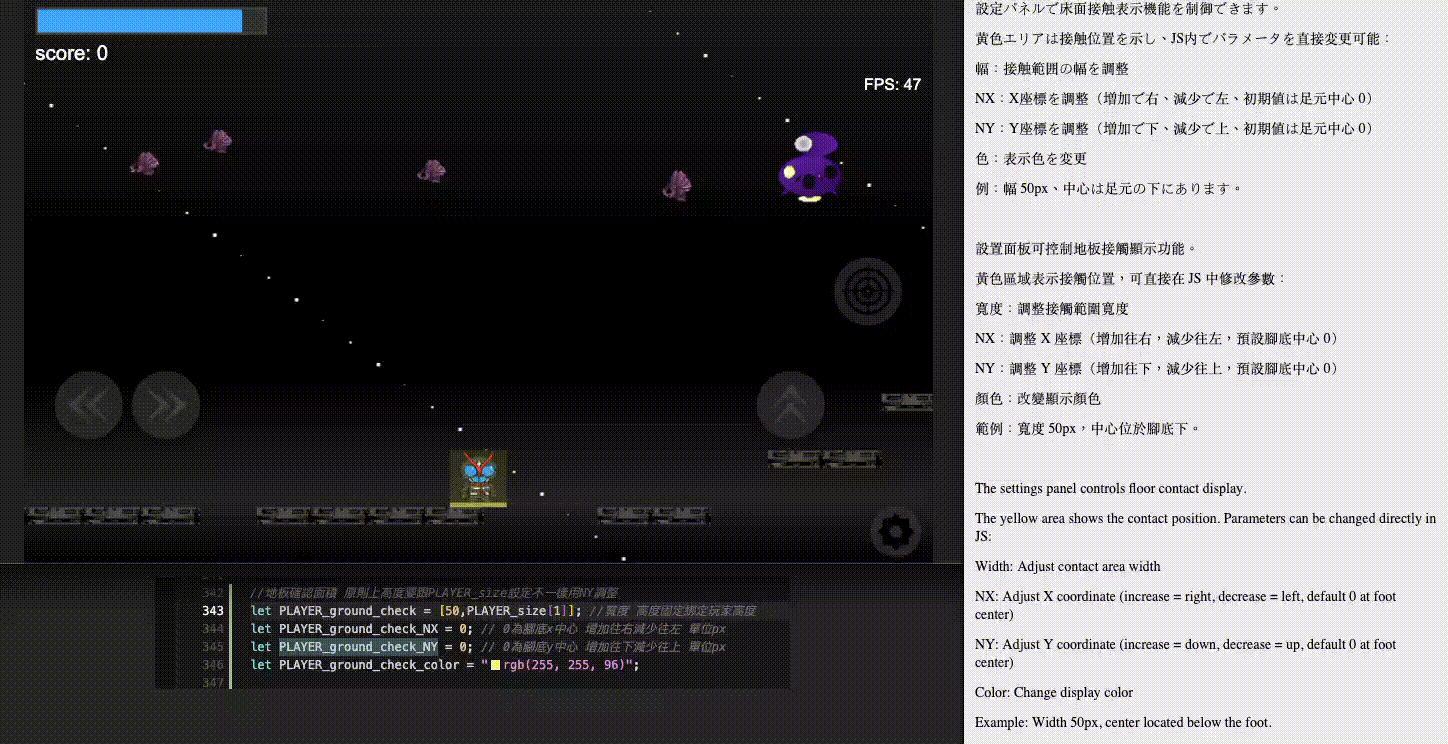 score: 0
FPS: 47
342 //地板確認面積 原則上高度要跟PLAYER_size設定不一樣用NY調整
343 let PLAYER_ground_check = [50,PLAYER_size[1]]; //寬度 高度固定綁定玩家高度
344 let PLAYER_ground_check_NX = 0; // 0為腳底x中心 增加往右減少往左 單位px
345 let PLAYER_ground_check_NY = 0; // 0為腳底y中心 增加往下減少往上 單位px
346 let PLAYER_ground_check_color = "rgb(255, 255, 96)";
347
設定パネルで床面接触表示機能を制御できます。
黄色エリアは接触位置を示し、JS内でパラメータを直接変更可能：
幅：接触範囲の幅を調整
NX：X座標を調整（増加で右、減少で左、初期値は足元中心 0）
NY：Y座標を調整（増加で下、減少で上、初期値は足元中心 0）
色：表示色を変更
例：幅 50px、中心は足元の下にあります。
設置面板可控制地板接觸顯示功能。
黃色區域表示接觸位置，可直接在 JS 中修改參數：
寬度：調整接觸範圍寬度
NX：調整 X 座標（增加往右，減少往左，預設腳底中心 0）
NY：調整 Y 座標（增加往下，減少往上，預設腳底中心 0）
顏色：改變顯示顏色
範例：寬度 50px，中心位於腳底下。
The settings panel controls floor contact display.
The yellow area shows the contact position. Parameters can be changed directly in
JS:
Width: Adjust contact area width
NX: Adjust X coordinate (increase = right, decrease = left, default 0 at foot
center)
NY: Adjust Y coordinate (increase = down, decrease = up, default 0 at foot
center)
Color: Change display color
Example: Width 50px, center located below the foot.